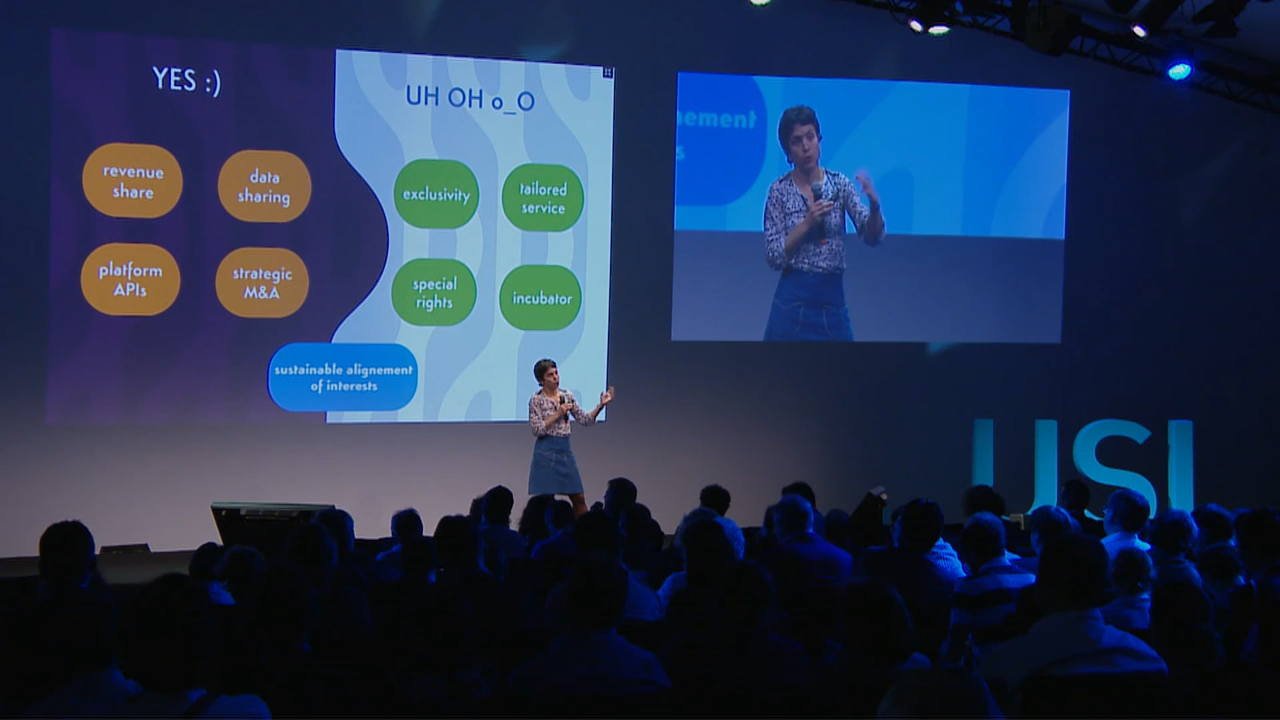 YES :)
revenue
share
data
sharing
platform
APIs
strategic
M&A
UH OH o_O
exclusivity
tailored
service
special
rights
incubator
sustainable alignement
of interests
nement
s
USI